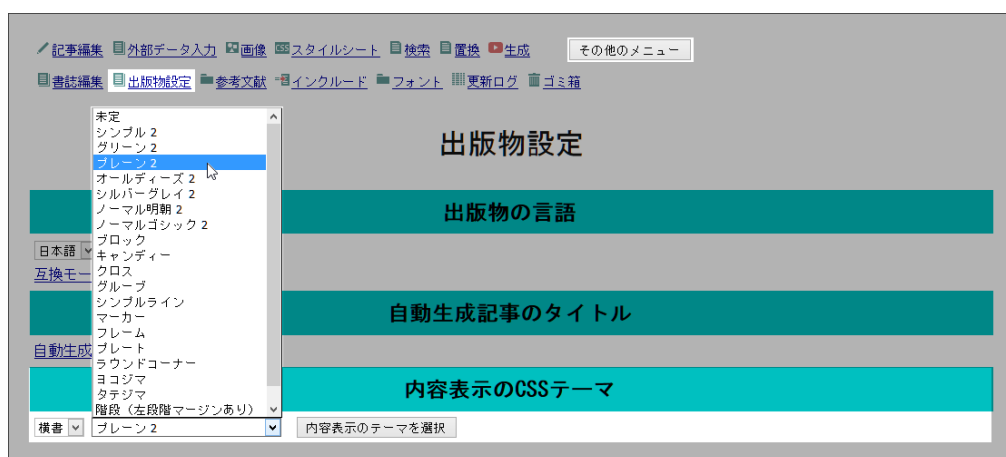 記事編集 外部データ入力 画像 スタイルシート 検索 置換 生成 その他のメニュー
書誌編集 出版物設定 参考文献 インクルード フォント 更新ログ ゴミ箱
出版物設定
出版物の言語
日本語
互換モー
自動生成記事のタイトル
自動生成
内容表示のCSSテーマ
未定
シンプル2
グリーン2
プレーン2
オールディーズ2
シルバーグレイ2
ノーマル明朝2
ノーマルゴシック2
ブロック
キャンディー
クロス
グルーブ
シンプルライン
マーカー
フレーム
プレート
ラウンドコーナー
ヨコジマ
タテジマ
階段（左段階マージンあり）
横書 プレーン2 内容表示のテーマを選択